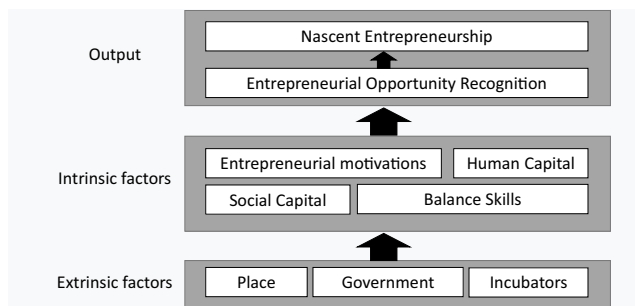 Output
Nascent Entrepreneurship
Entrepreneurial Opportunity Recognition
Intrinsic factors
Entrepreneurial motivations
Human Capital
Social Capital
Balance Skills
Extrinsic factors
Place
Government
Incubators